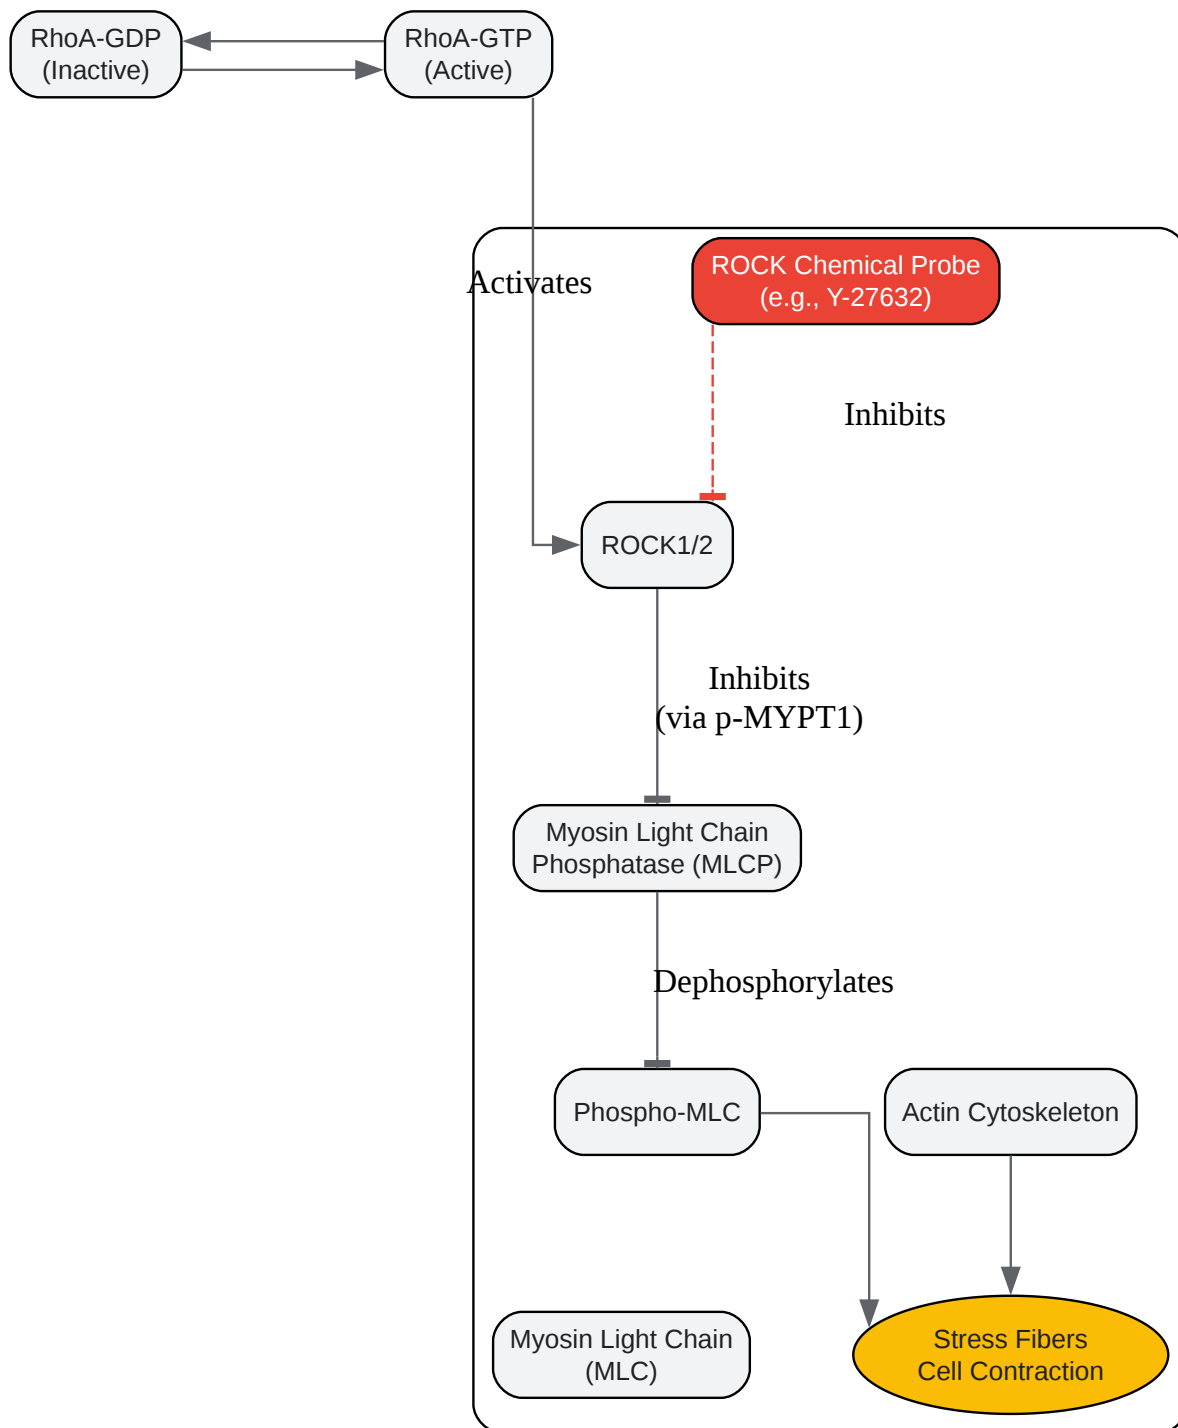 RhoA-GDP
(Inactive)
RhoA-GTP
(Active)
Activates
ROCK Chemical Probe
(e.g., Y-27632)
Inhibits
ROCK1/2
Inhibits
(via p-MYPT1)
Myosin Light Chain
Phosphatase (MLCP)
Dephosphorylates
Phospho-MLC
Actin Cytoskeleton
Myosin Light Chain
(MLC)
Stress Fibers
Cell Contraction